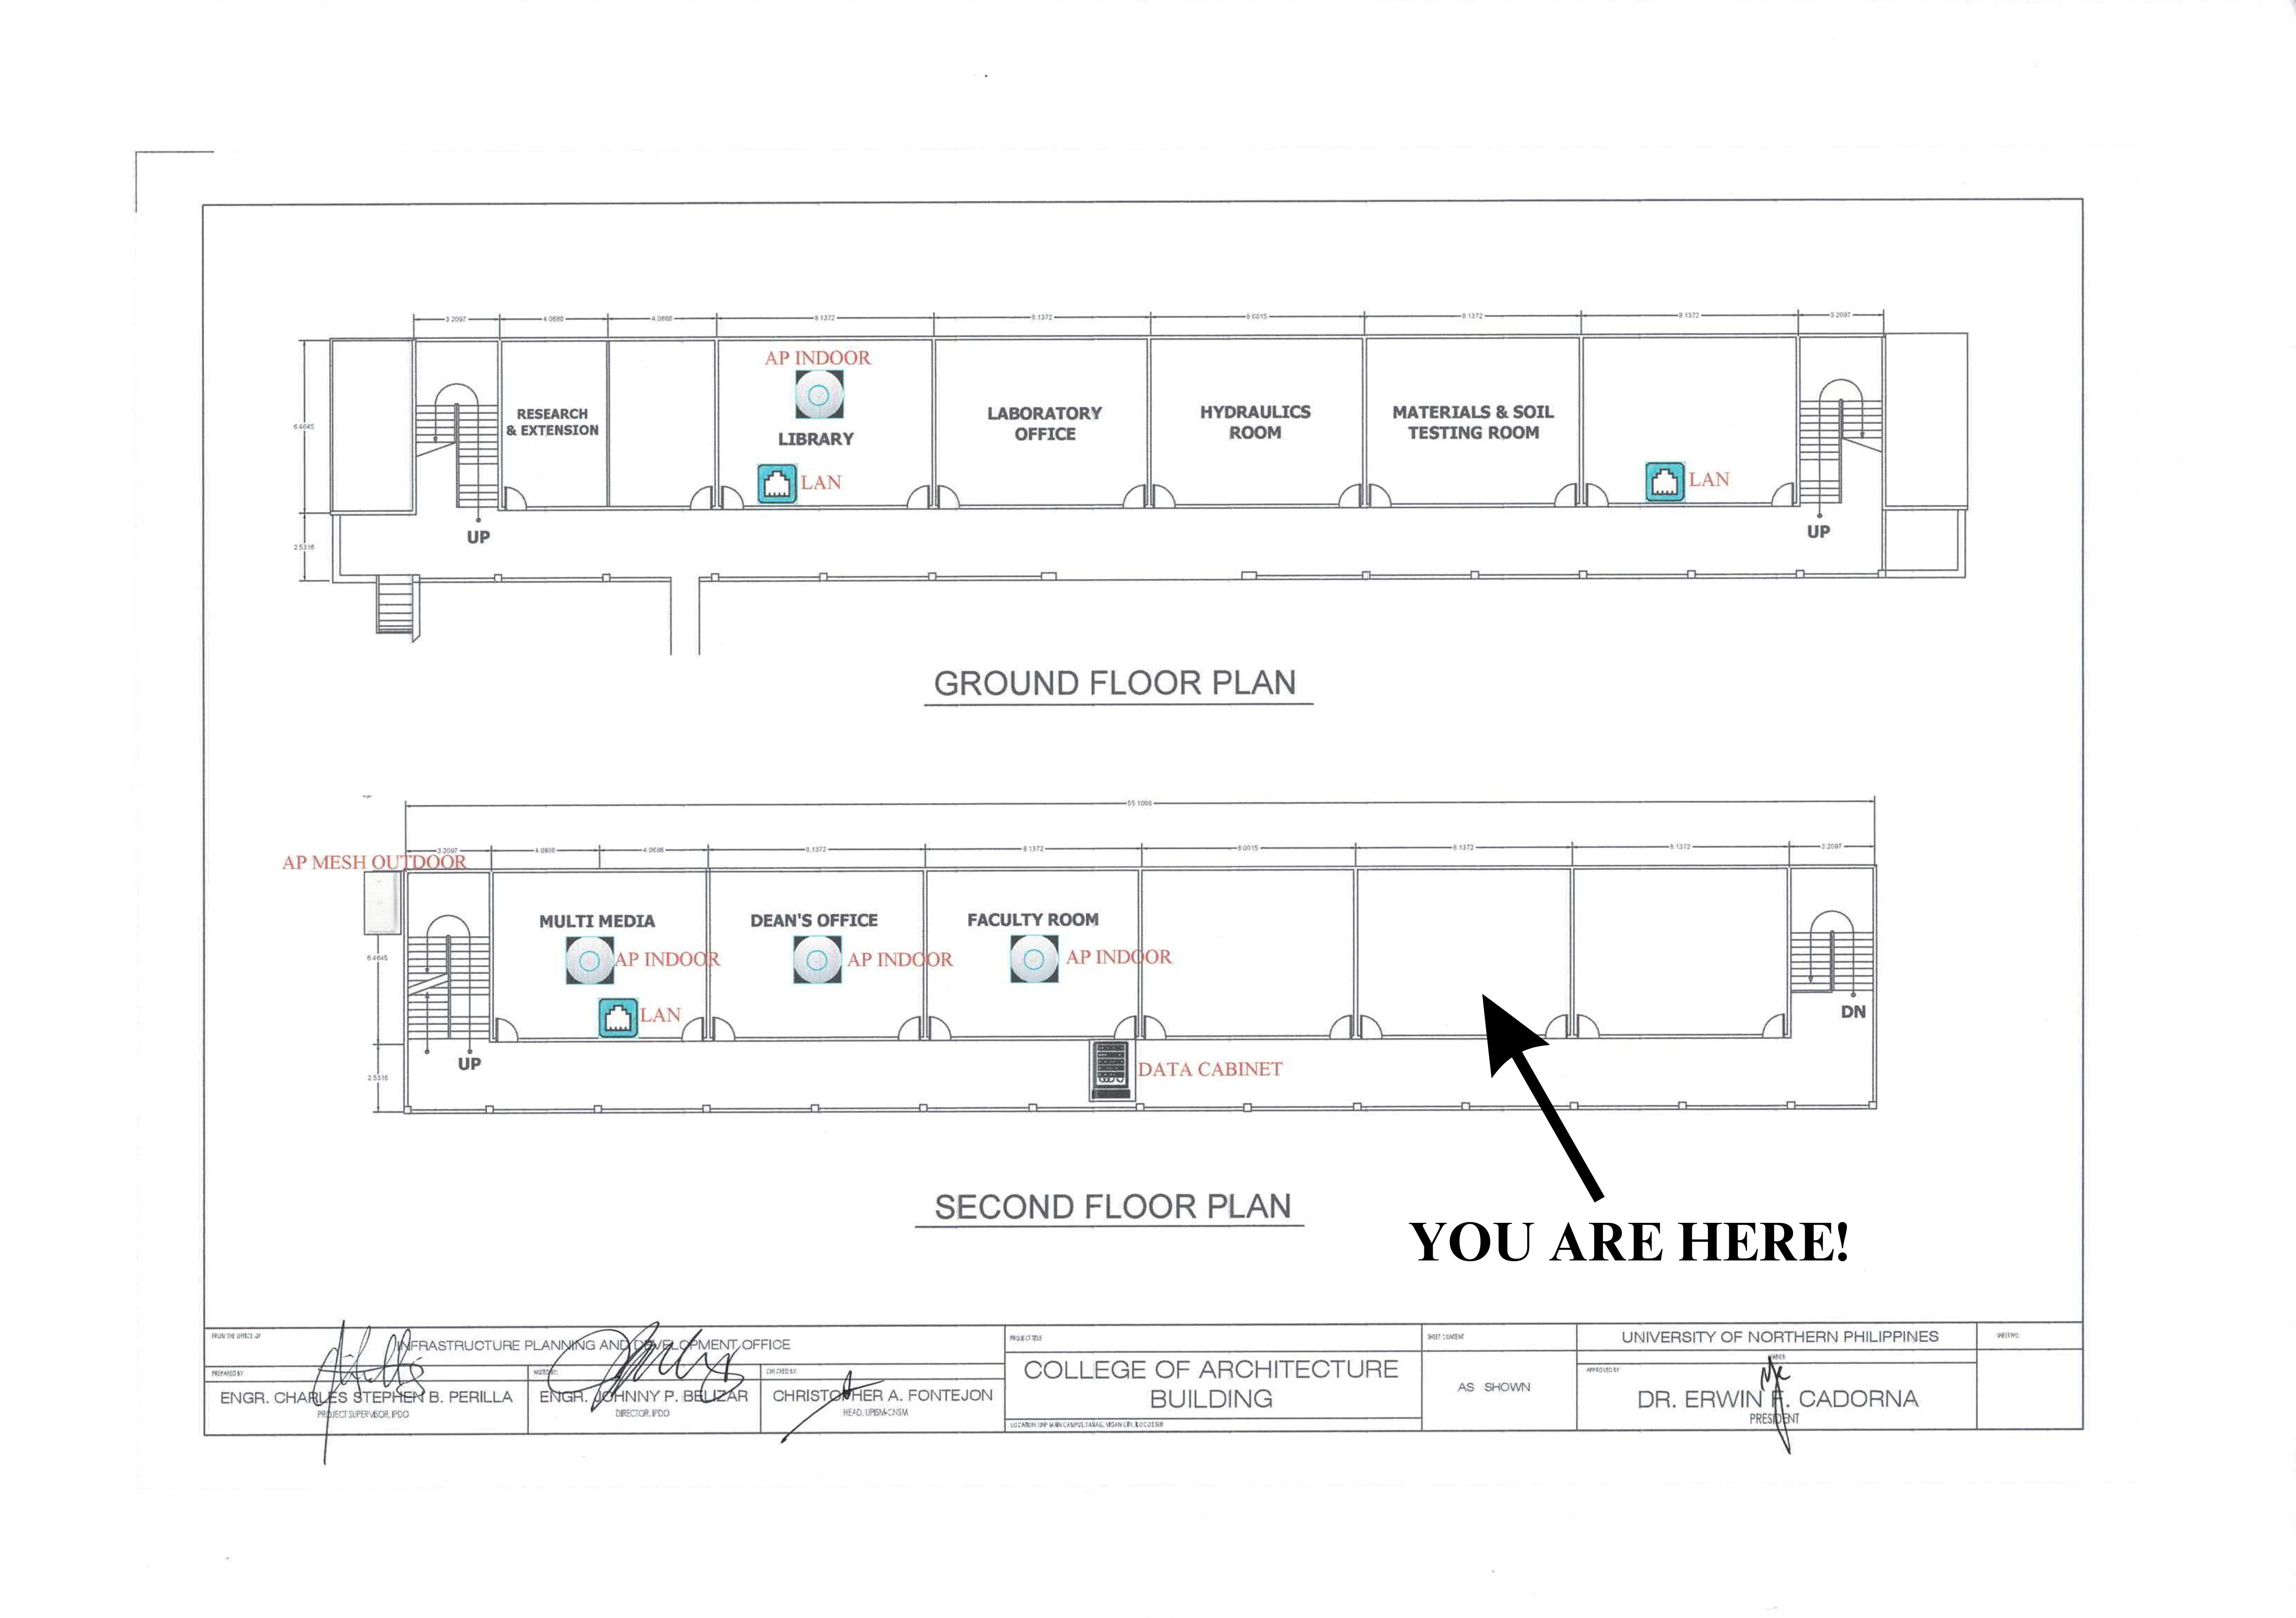 3.2097 4.0686 4.0686 8.1372 8.1372 8.0015 8.1372 8.1372 3.2097
AP INDOOR
6.4645
RESEARCH
& EXTENSION
LIBRARY
LAN
LABORATORY
OFFICE
HYDRAULICS
ROOM
MATERIALS & SOIL
TESTING ROOM
LAN
UP
UP
2.5316
GROUND FLOOR PLAN
55.1006
3.2097 4.0686 4.0686 8.1372 8.1372 8.0015 8.1372 8.1372 3.2097
AP MESH OUTDOOR
MULTI MEDIA
AP INDOOR
LAN
DEAN'S OFFICE
AP INDOOR
FACULTY ROOM
AP INDOOR
6.4645
UP
DN
2.5316
DATA CABINET
SECOND FLOOR PLAN
YOU ARE HERE!
FROM THE OFFICE OF
INFRASTRUCTURE PLANNING AND DEVELOPMENT OFFICE
PREPARED BY:
ENGR. CHARLES STEPHEN B. PERILLA
PROJECT SUPERVISOR, IPDO
NOTED BY:
ENGR. JOHNNY P. BELIZAR
DIRECTOR, IPDO
CHECKED BY:
CHRISTOPHER A. FONTEJON
HEAD, UPISM-CNSM
PROJECT TITLE
COLLEGE OF ARCHITECTURE
BUILDING
LOCATION: UNP MAIN CAMPUS, TAMAG, VIGAN CITY, ILOCOS SUR
SHEET CONTENT
AS SHOWN
UNIVERSITY OF NORTHERN PHILIPPINES
OWNER
APPROVED BY
DR. ERWIN F. CADORNA
PRESIDENT
SHEET NO.